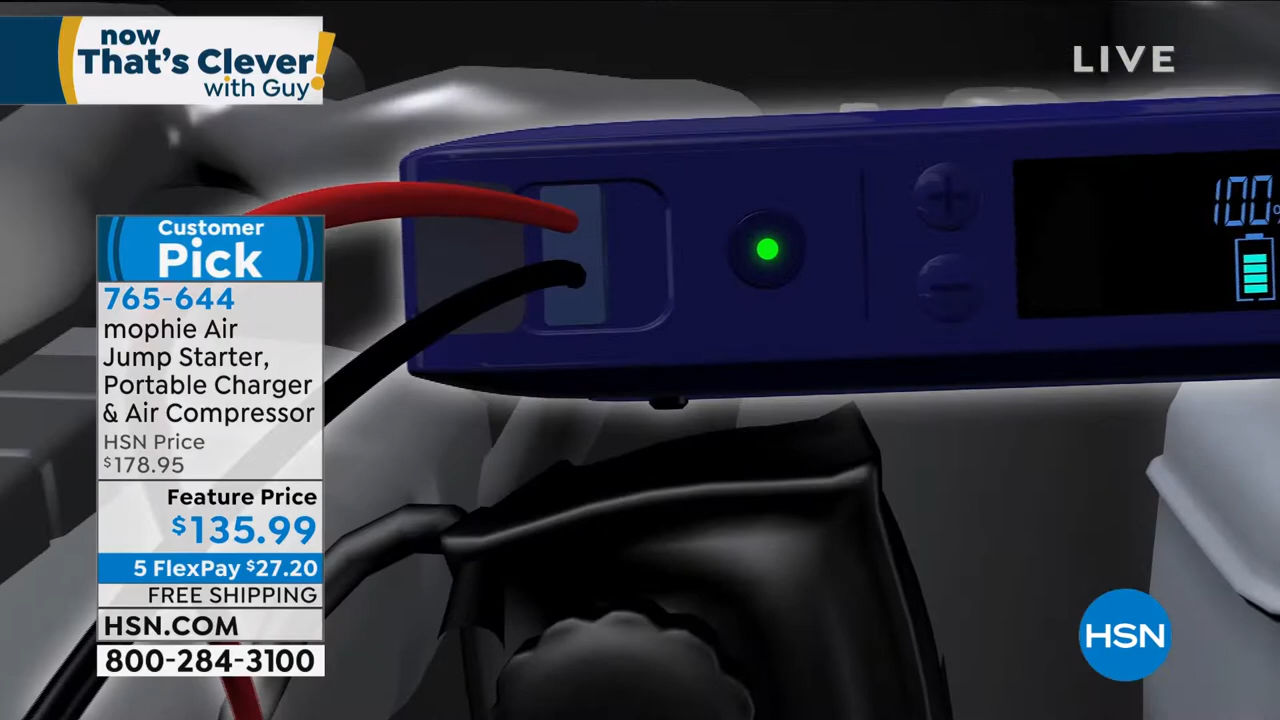 now
That's Clever!
with Guy
LIVE
Customer
Pick
765-644
mophie Air
Jump Starter,
Portable Charger
& Air Compressor
HSN Price
$178.95
Feature Price
$135.99
5 FlexPay $27.20
FREE SHIPPING
HSN.COM
800-284-3100
100%
HSN